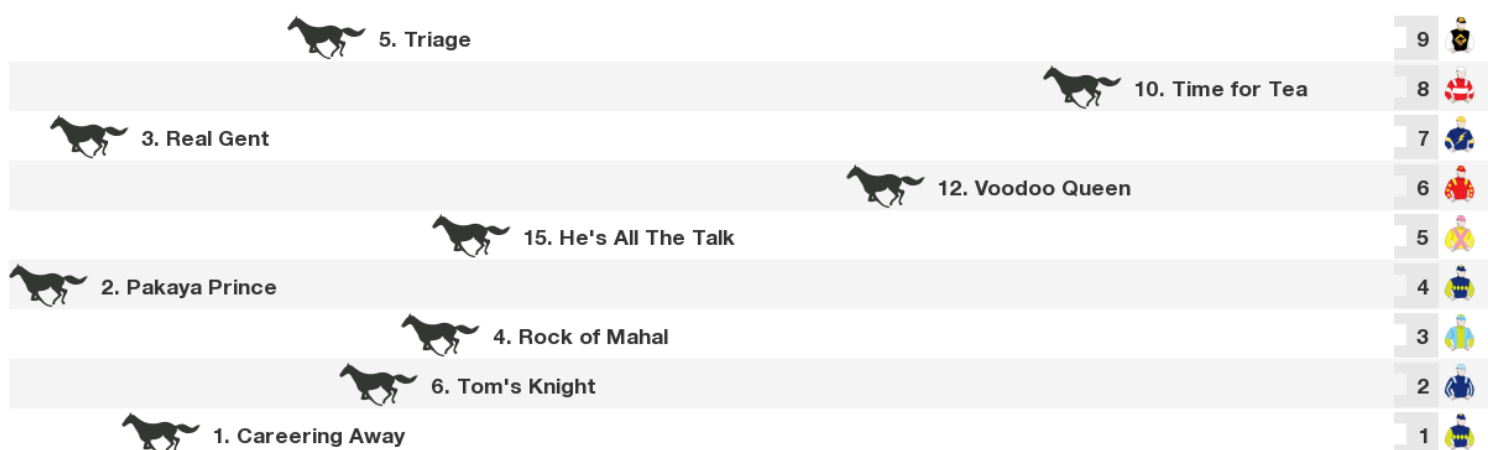 5. Triage 9
10. Time for Tea 8
3. Real Gent 7
12. Voodoo Queen 6
15. He's All The Talk 5
2. Pakaya Prince 4
4. Rock of Mahal 3
6. Tom's Knight 2
1. Careering Away 1